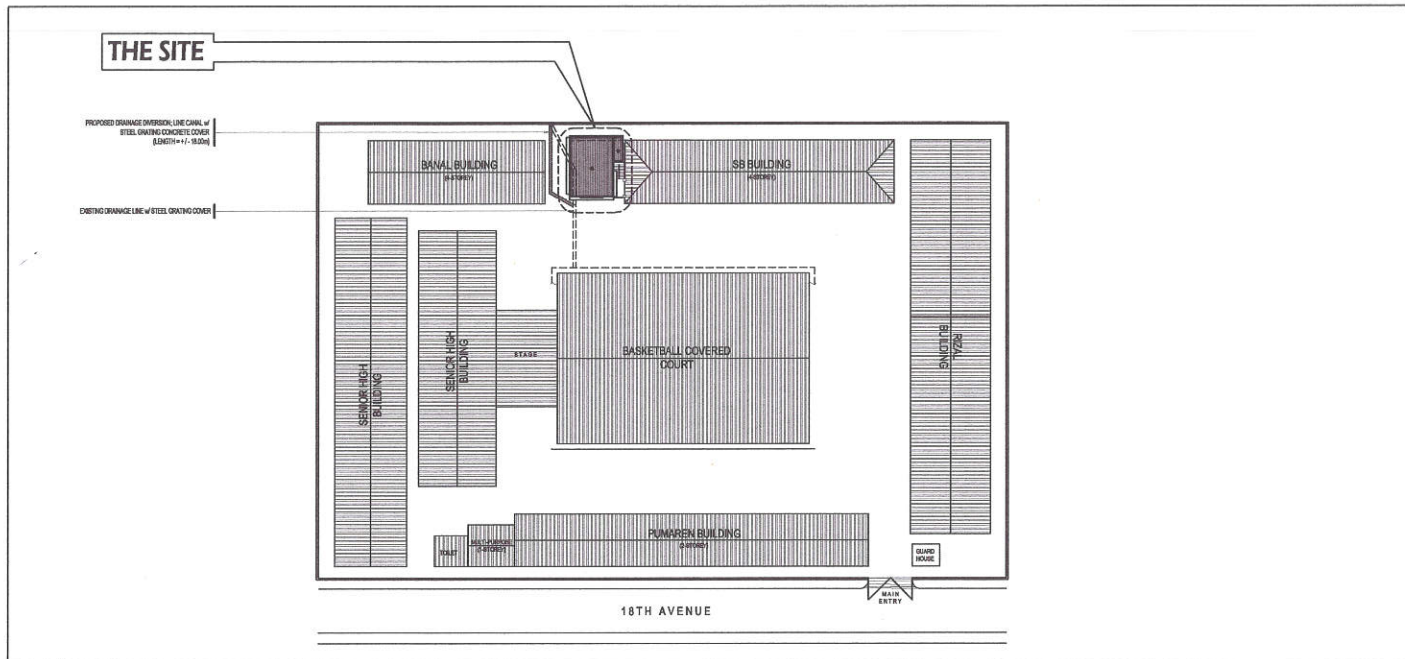 THE SITE
PROPOSED DRAINAGE DIVERSION; LINE CANAL w/
STEEL GRATING CONCRETE COVER
(LENGTH = + / - 18.00m)
EXISTING DRAINAGE LINE w/ STEEL GRATING COVER
BANAL BUILDING
SB BUILDING
(4-STOREY)
SENIOR HIGH
BUILDING
SENIOR HIGH
BUILDING
STAGE
BASKETBALL COVERED
COURT
RIZAL
BUILDING
TOILET
MULTI-PURPOSE
PUMAREN BUILDING
(2-STOREY)
GUARD
HOUSE
MAIN
ENTRY
18TH AVENUE